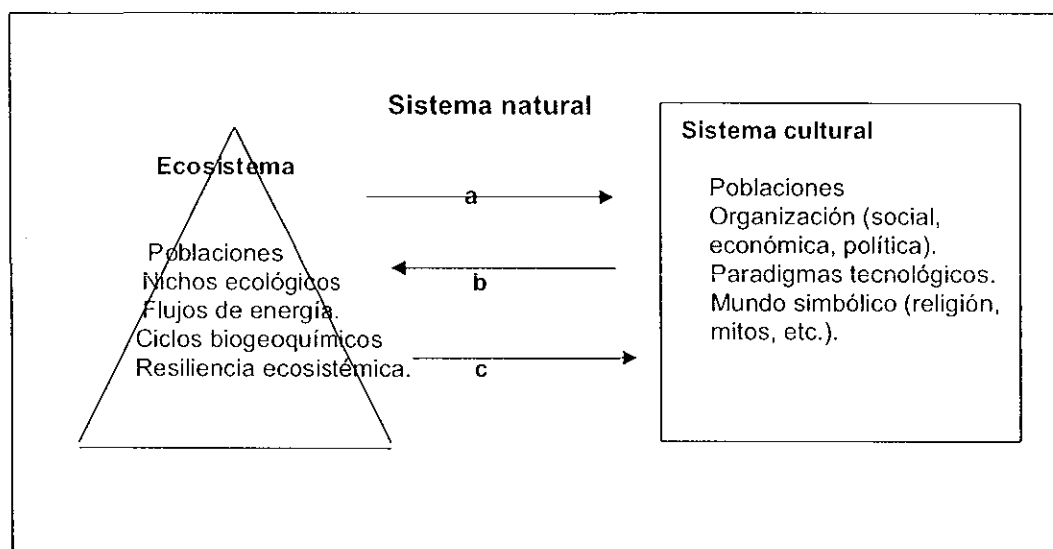 Sistema natural
Ecosistema
Poblaciones
Nichos ecológicos
Flujos de energía.
Ciclos biogeoquímicos
Resiliencia ecosistémica.
a
b
c
Sistema cultural
Poblaciones
Organización (social,
económica, política).
Paradigmas tecnológicos.
Mundo simbólico (religión,
mitos, etc.).